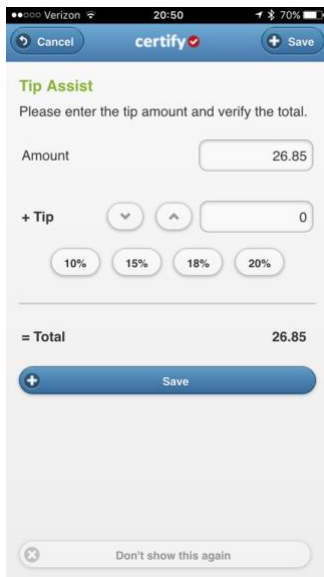 Verizon 20:50 70%
Cancel certify + Save
Tip Assist
Please enter the tip amount and verify the total.
Amount 26.85
+ Tip 0
10% 15% 18% 20%
= Total 26.85
+ Save
Don't show this again